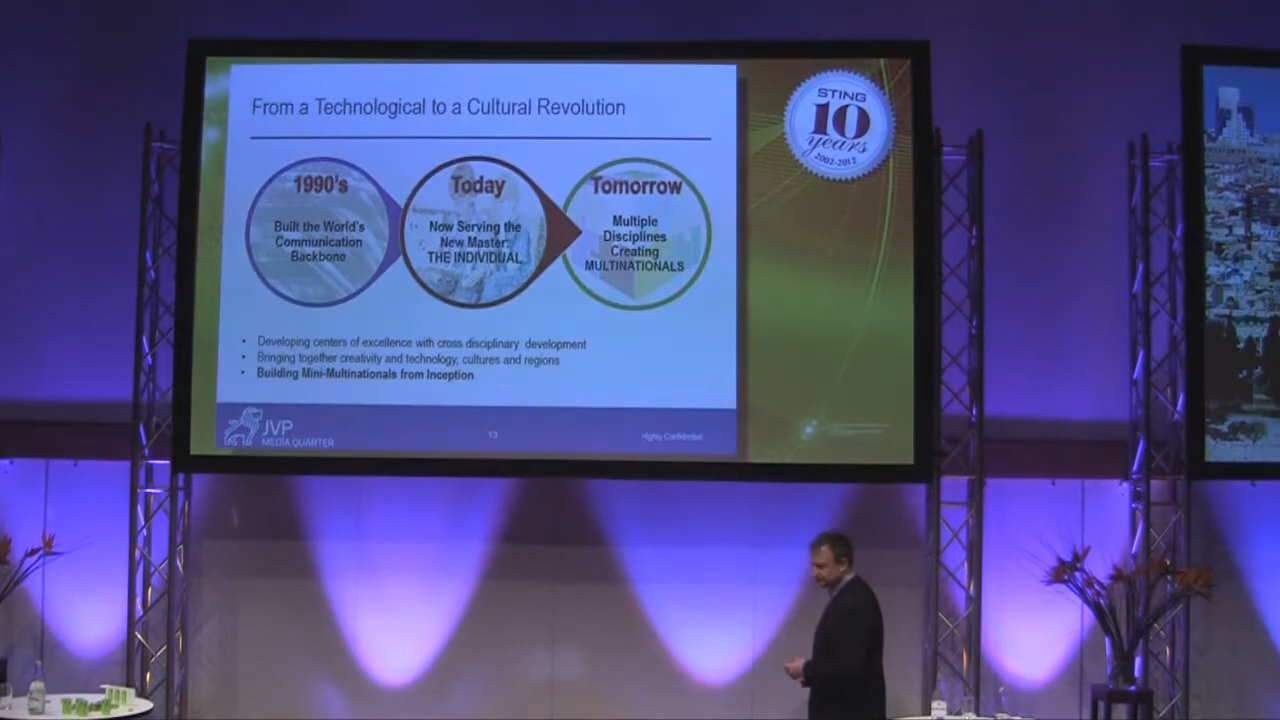 From a Technological to a Cultural Revolution
STING
10
years
2002-2012
1990's
Built the World's
Communication
Backbone
Today
Now Serving the
New Master:
THE INDIVIDUAL
Tomorrow
Multiple
Disciplines
Creating
MULTINATIONALS
• Developing centers of excellence with cross disciplinary development
• Bringing together creativity and technology, cultures and regions
• Building Mini-Multinationals from Inception
JVP
MEDIA QUARTER
13
Highly Confidential